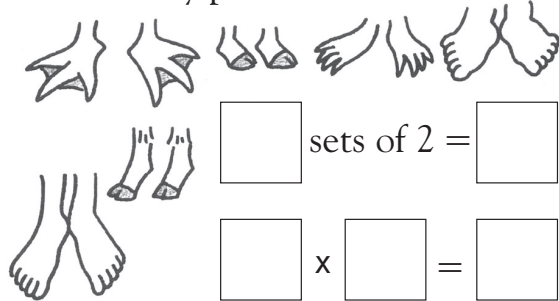 sets of 2 =
x =